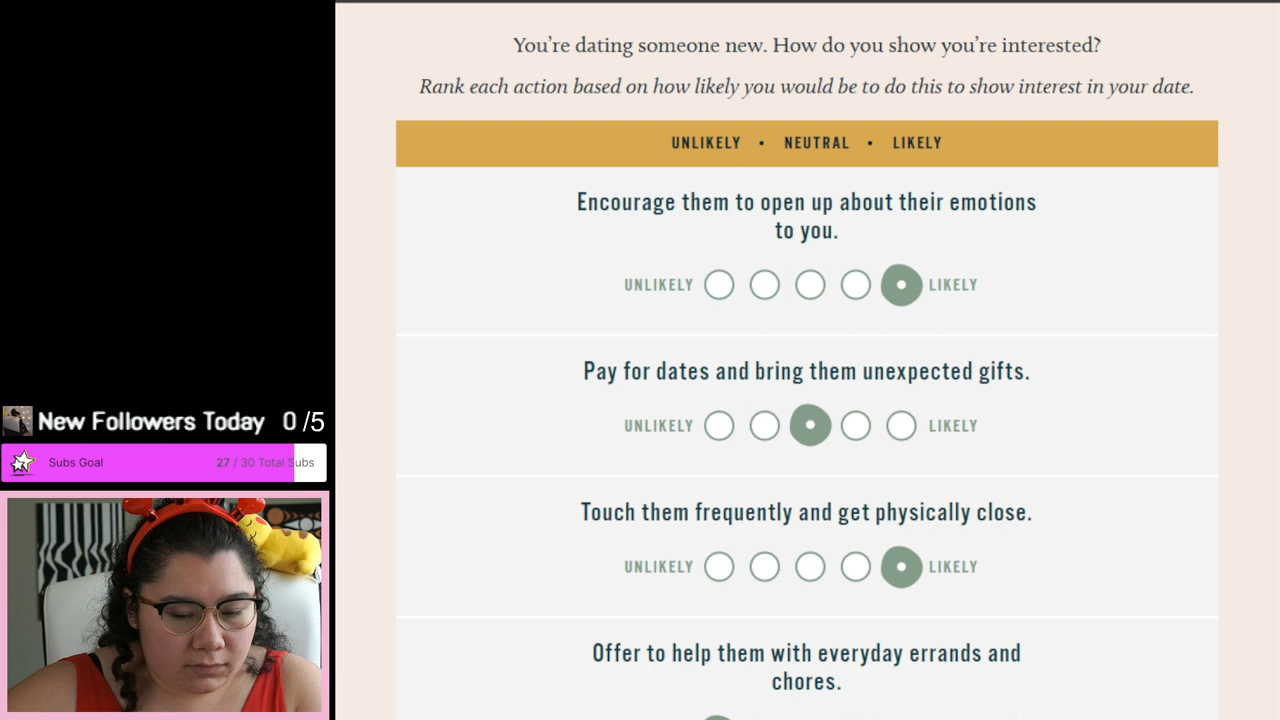 You're dating someone new. How do you show you're interested?
Rank each action based on how likely you would be to do this to show interest in your date.
UNLIKELY • NEUTRAL • LIKELY
Encourage them to open up about their emotions
to you.
UNLIKELY LIKELY
Pay for dates and bring them unexpected gifts.
UNLIKELY LIKELY
Touch them frequently and get physically close.
UNLIKELY LIKELY
Offer to help them with everyday errands and
chores.
New Followers Today 0 /5
Subs Goal 27 / 30 Total Subs